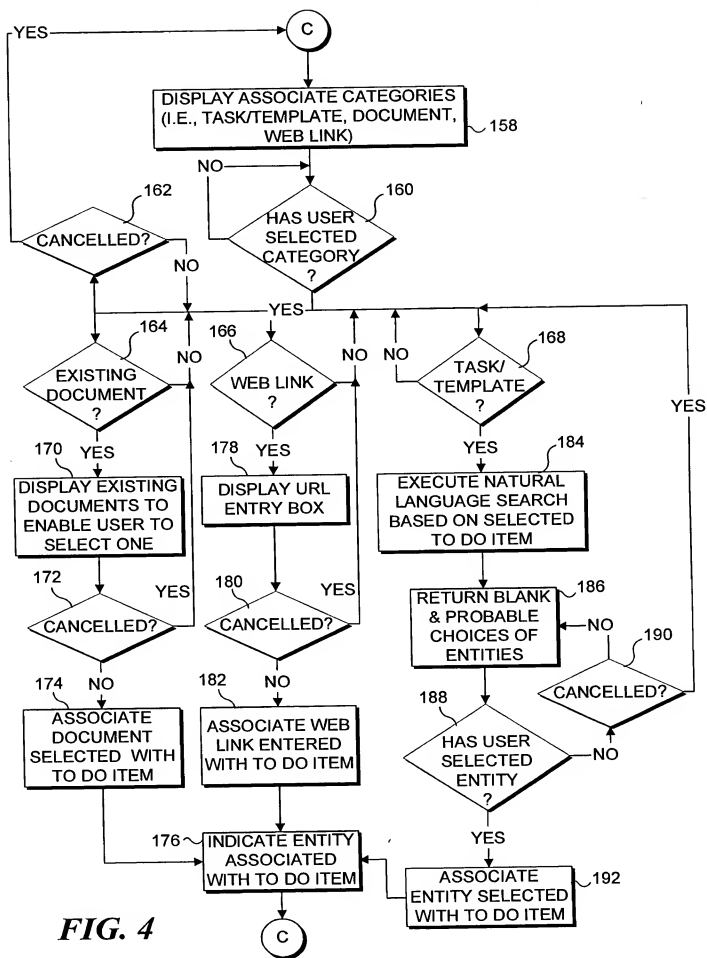 YES
C
DISPLAY ASSOCIATE CATEGORIES
(I.E., TASK/TEMPLATE, DOCUMENT,
WEB LINK)
158
NO
162
160
CANCELLED?
HAS USER
SELECTED
CATEGORY
?
NO
YES
164
166
168
NO
NO
NO
EXISTING
DOCUMENT
?
WEB LINK
?
TASK/
TEMPLATE
?
YES
YES
YES
YES
170
178
184
DISPLAY EXISTING
DOCUMENTS TO
ENABLE USER TO
SELECT ONE
DISPLAY URL
ENTRY BOX
EXECUTE NATURAL
LANGUAGE SEARCH
BASED ON SELECTED
TO DO ITEM
172
YES
180
YES
186
CANCELLED?
CANCELLED?
RETURN BLANK
& PROBABLE
CHOICES OF
ENTITIES
NO
190
CANCELLED?
NO
NO
174
182
188
ASSOCIATE
DOCUMENT
SELECTED WITH
TO DO ITEM
ASSOCIATE WEB
LINK ENTERED
WITH TO DO ITEM
HAS USER
SELECTED
ENTITY
?
NO
YES
176
INDICATE ENTITY
ASSOCIATED
WITH TO DO ITEM
ASSOCIATE
ENTITY SELECTED
WITH TO DO ITEM
192
C
FIG. 4